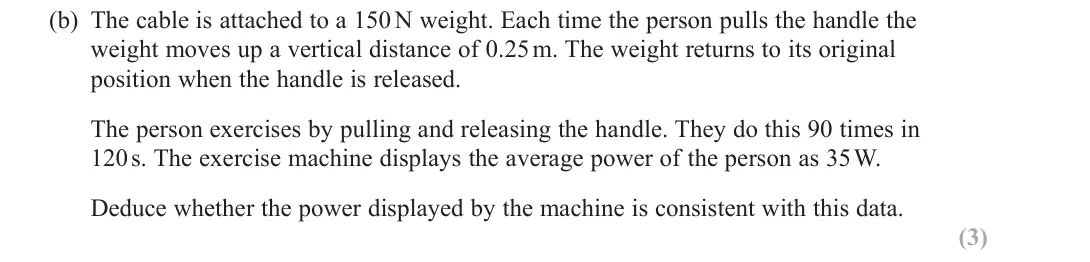 (b) The cable is attached to a 150 N weight. Each time the person pulls the handle the
weight moves up a vertical distance of 0.25 m. The weight returns to its original
position when the handle is released.
The person exercises by pulling and releasing the handle. They do this 90 times in
120 s. The exercise machine displays the average power of the person as 35 W.
Deduce whether the power displayed by the machine is consistent with this data.
(3)